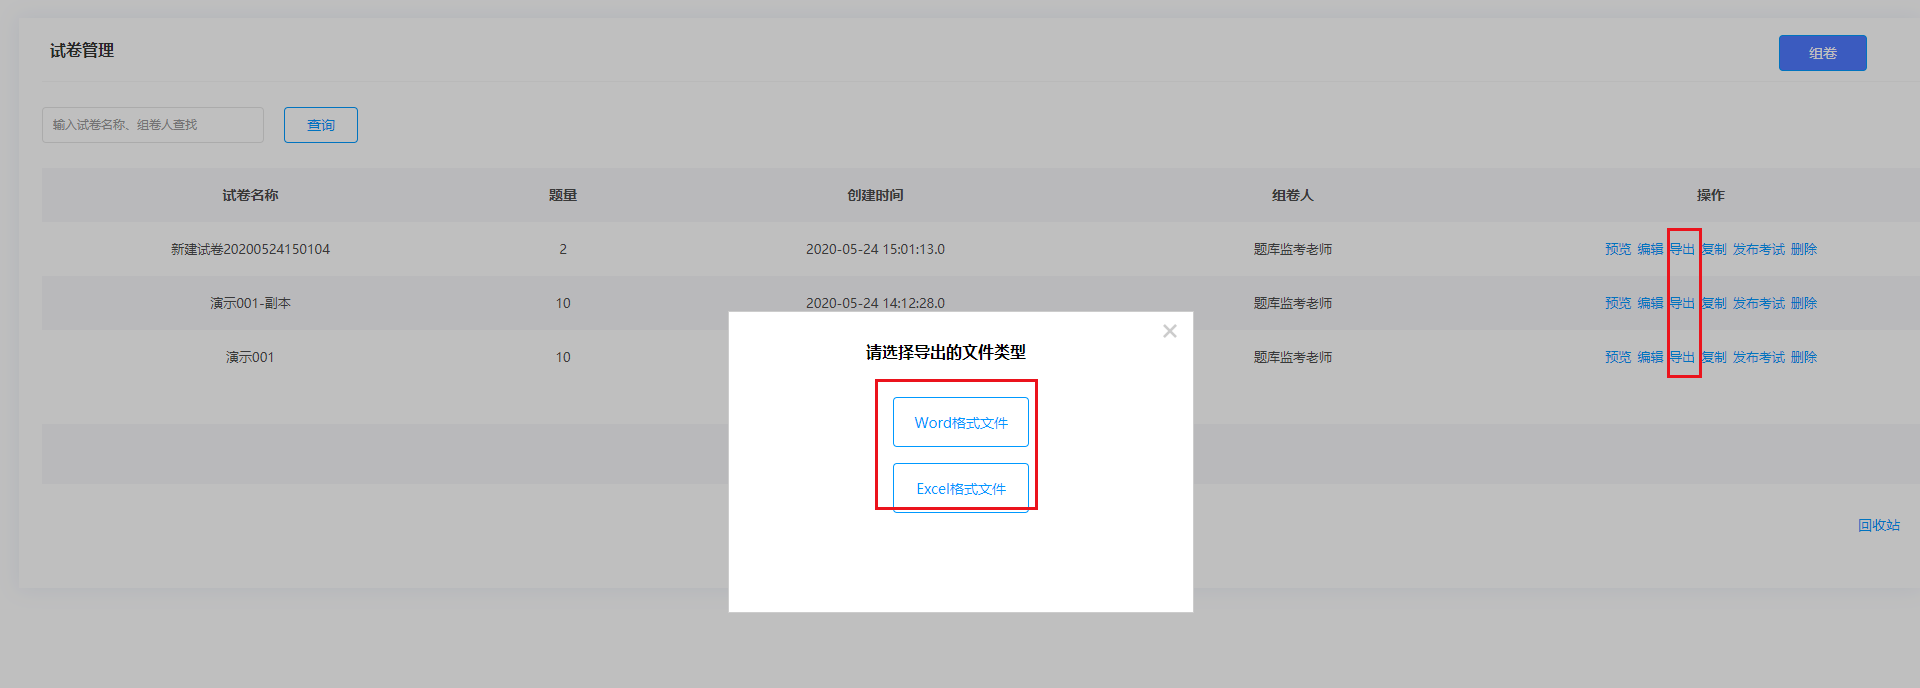 试卷管理
组卷
输入试卷名称、组卷人查找
查询
试卷名称 题量 创建时间 组卷人 操作
新建试卷20200524150104 2 2020-05-24 15:01:13.0 题库监考老师 预览 编辑 导出 复制 发布考试 删除
演示001-副本 10 2020-05-24 14:12:28.0 题库监考老师 预览 编辑 导出 复制 发布考试 删除
演示001 10 题库监考老师 预览 编辑 导出 复制 发布考试 删除
请选择导出的文件类型
Word格式文件
Excel格式文件
回收站